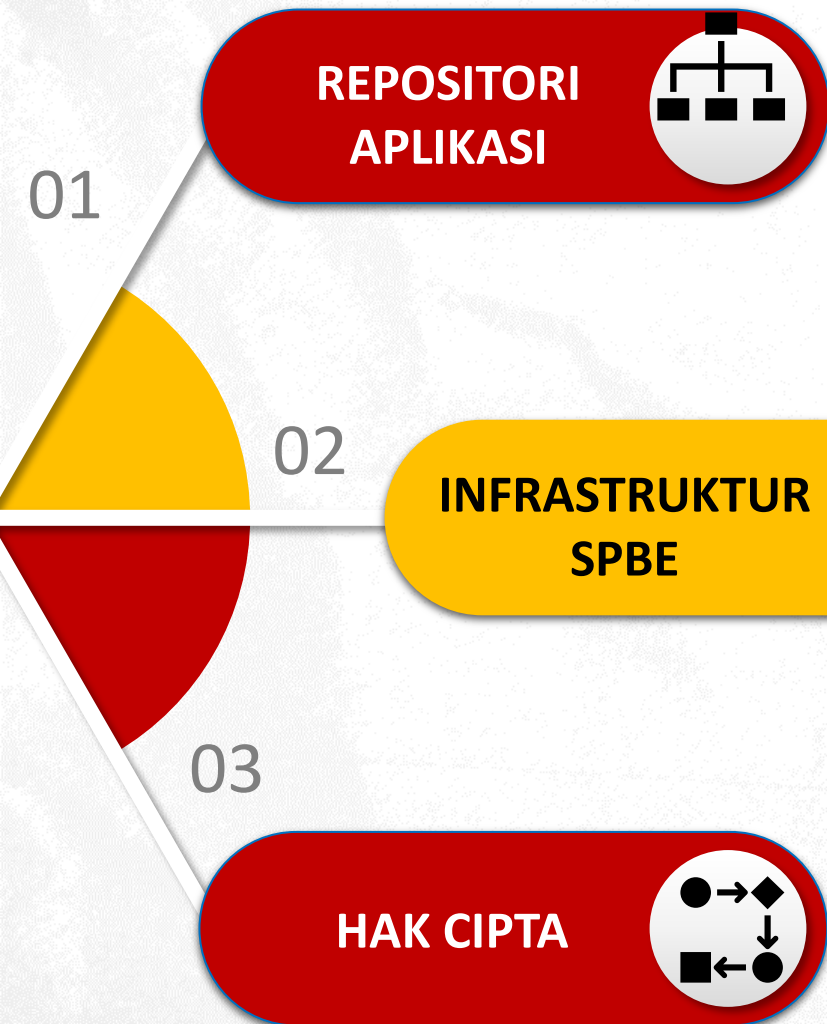 REPOSITORI
APLIKASI
01
02
INFRASTRUKTUR
SPBE
03
HAK CIPTA